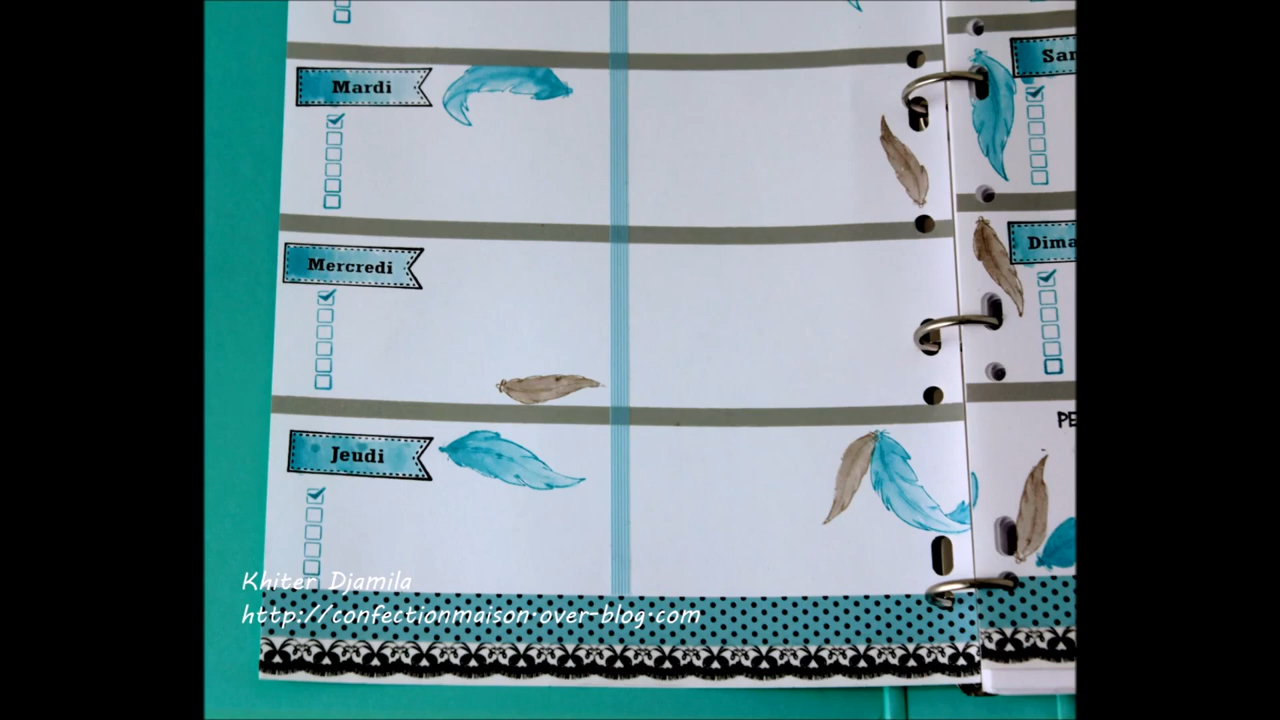 Mardi
Mercredi
Jeudi
Khiter Djamila
http://confectionmaison.over-blog.com